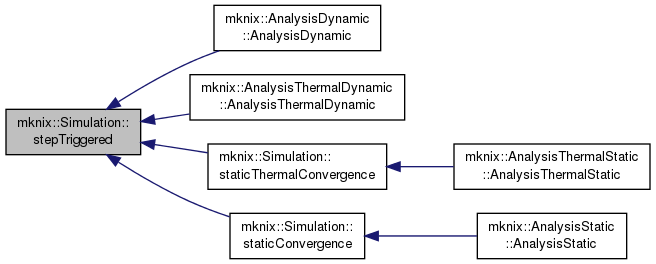 mknix::AnalysisDynamic
::AnalysisDynamic
mknix::AnalysisThermalDynamic
::AnalysisThermalDynamic
mknix::Simulation::
stepTriggered
mknix::Simulation::
staticThermalConvergence
mknix::AnalysisThermalStatic
::AnalysisThermalStatic
mknix::Simulation::
staticConvergence
mknix::AnalysisStatic
::AnalysisStatic